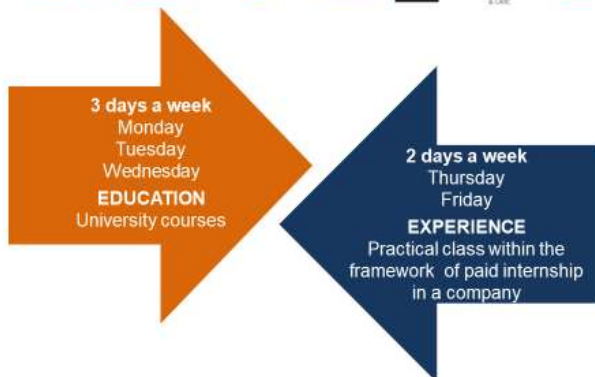 3 days a week
Monday
Tuesday
Wednesday
EDUCATION
University courses
2 days a week
Thursday
Friday
EXPERIENCE
Practical class within the
framework of paid internship
in a company